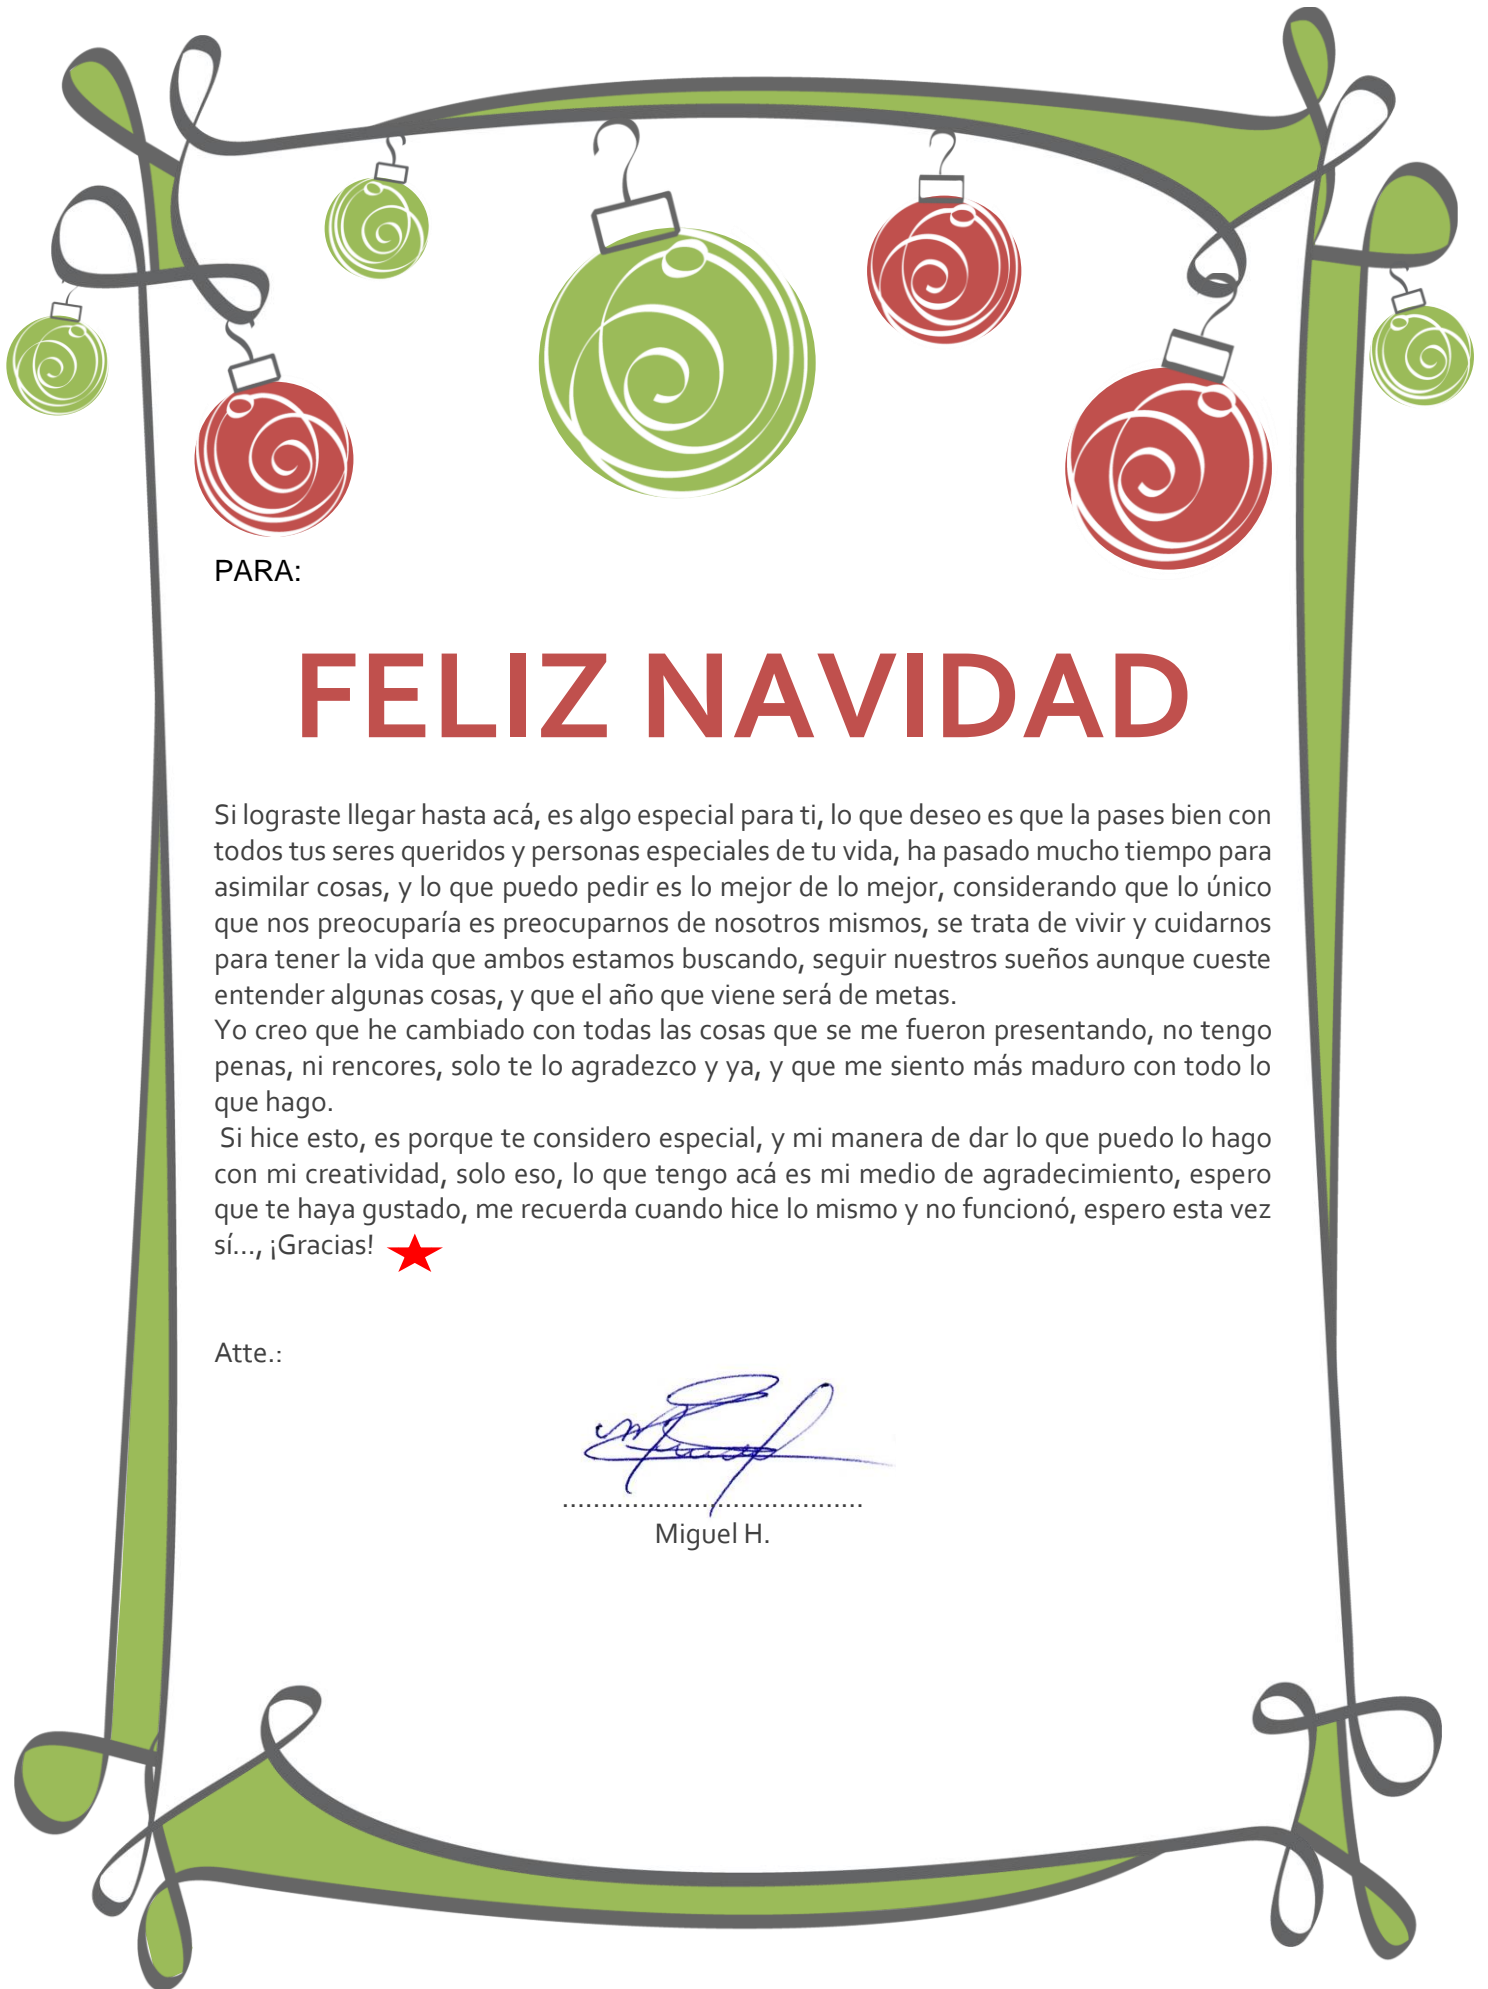 PARA:
FELIZ NAVIDAD
Si lograste llegar hasta acá, es algo especial para ti, lo que deseo es que la pases bien con
todos tus seres queridos y personas especiales de tu vida, ha pasado mucho tiempo para
asimilar cosas, y lo que puedo pedir es lo mejor de lo mejor, considerando que lo único
que nos preocuparía es preocuparnos de nosotros mismos, se trata de vivir y cuidarnos
para tener la vida que ambos estamos buscando, seguir nuestros sueños aunque cueste
entender algunas cosas, y que el año que viene será de metas.
Yo creo que he cambiado con todas las cosas que se me fueron presentando, no tengo
penas, ni rencores, solo te lo agradezco y ya, y que me siento más maduro con todo lo
que hago.
Si hice esto, es porque te considero especial, y mi manera de dar lo que puedo lo hago
con mi creatividad, solo eso, lo que tengo acá es mi medio de agradecimiento, espero
que te haya gustado, me recuerda cuando hice lo mismo y no funcionó, espero esta vez
sí..., ¡Gracias!
Atte.:
.......................................
Miguel H.